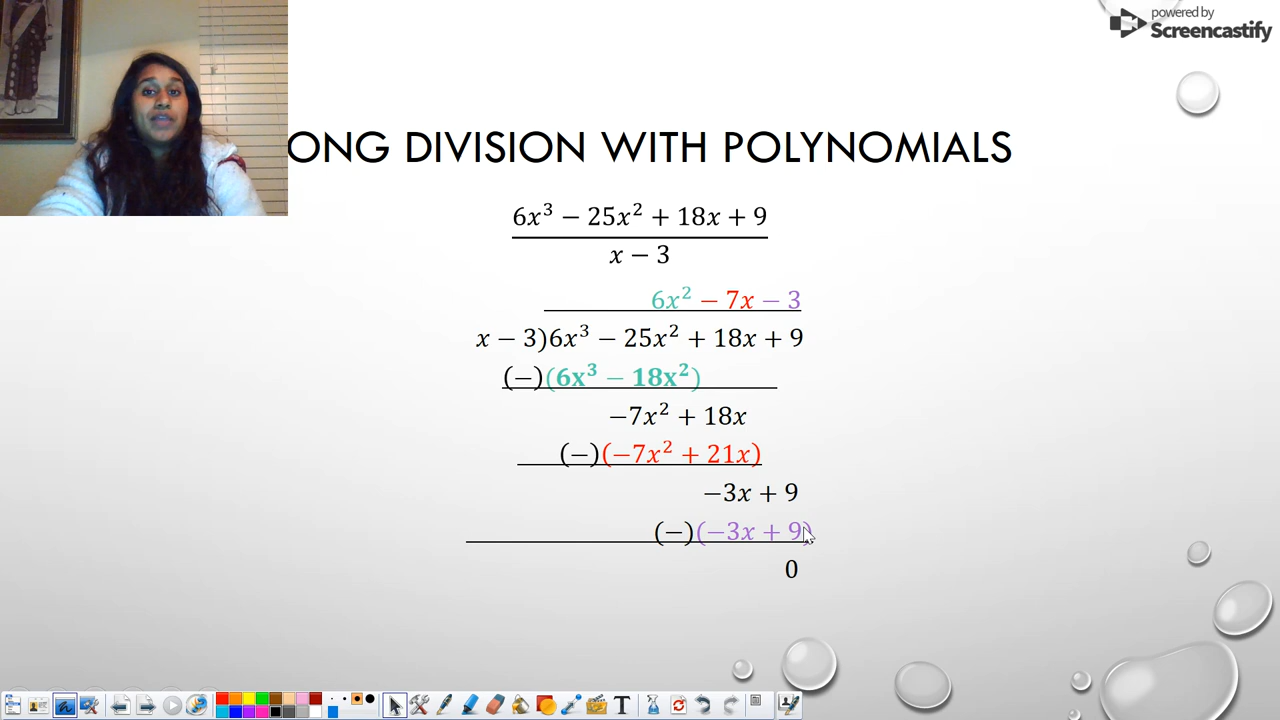 powered by
Screencastify
ONG DIVISION WITH POLYNOMIALS
6x³ − 25x² + 18x + 9
x − 3
6x² − 7x − 3
x − 3)6x³ − 25x² + 18x + 9
(−)(6x³ − 18x²)
−7x² + 18x
(−)(−7x² + 21x)
−3x + 9
(−)(−3x + 9)
0
T